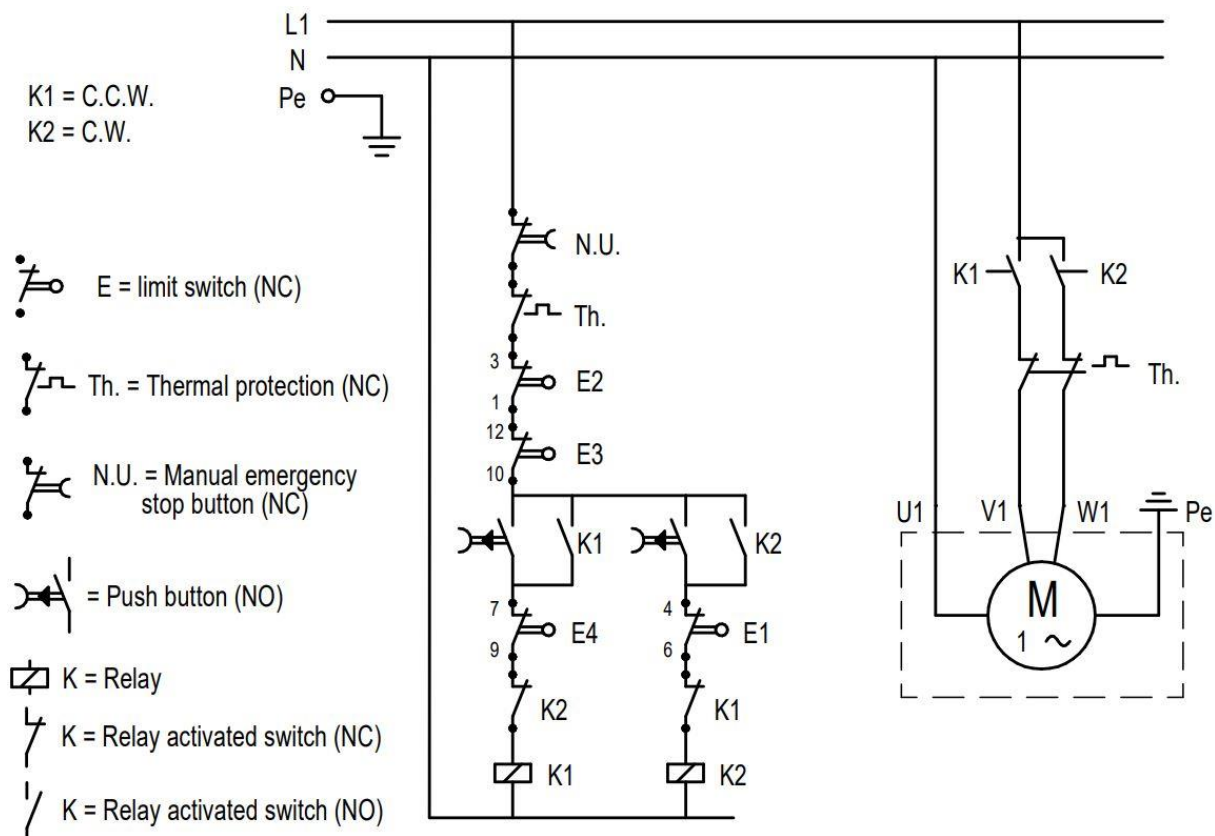 L1
N
Pe
K1 = C.C.W.
K2 = C.W.
E = limit switch (NC)
Th. = Thermal protection (NC)
N.U. = Manual emergency
stop button (NC)
= Push button (NO)
K = Relay
K = Relay activated switch (NC)
K = Relay activated switch (NO)
N.U.
Th.
3
E2
1
12
E3
10
K1
K2
7
E4
9
4
E1
6
K2
K1
K1
K2
K1
K2
Th.
U1
V1
W1
Pe
M
1 ~